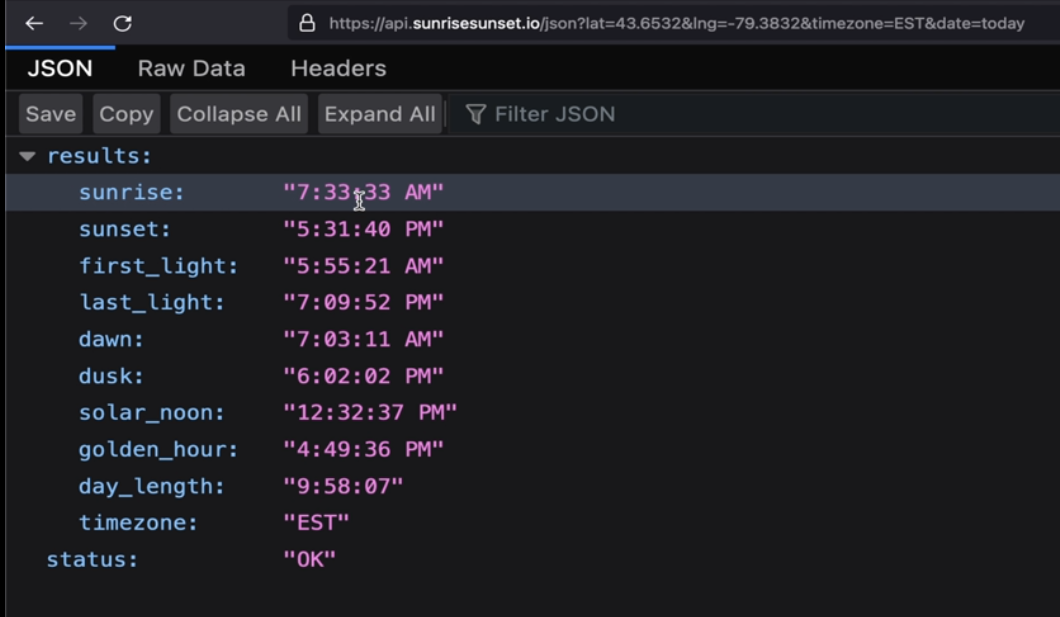 https://api.sunrisesunset.io/json?lat=43.6532&lng=-79.3832&timezone=EST&date=today
JSON Raw Data Headers
Save Copy Collapse All Expand All Filter JSON
results:
sunrise: "7:33:33 AM"
sunset: "5:31:40 PM"
first_light: "5:55:21 AM"
last_light: "7:09:52 PM"
dawn: "7:03:11 AM"
dusk: "6:02:02 PM"
solar_noon: "12:32:37 PM"
golden_hour: "4:49:36 PM"
day_length: "9:58:07"
timezone: "EST"
status: "OK"